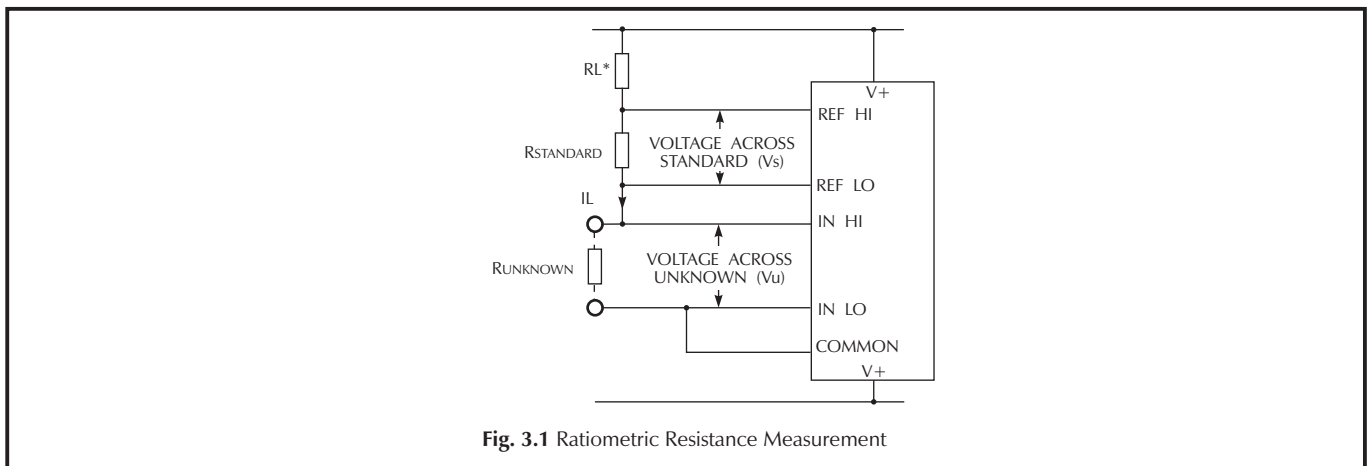 V+
RL*
REF HI
RSTANDARD
VOLTAGE ACROSS
STANDARD (Vs)
REF LO
IL
IN HI
RUNKNOWN
VOLTAGE ACROSS
UNKNOWN (Vu)
IN LO
COMMON
V+
Fig. 3.1 Ratiometric Resistance Measurement